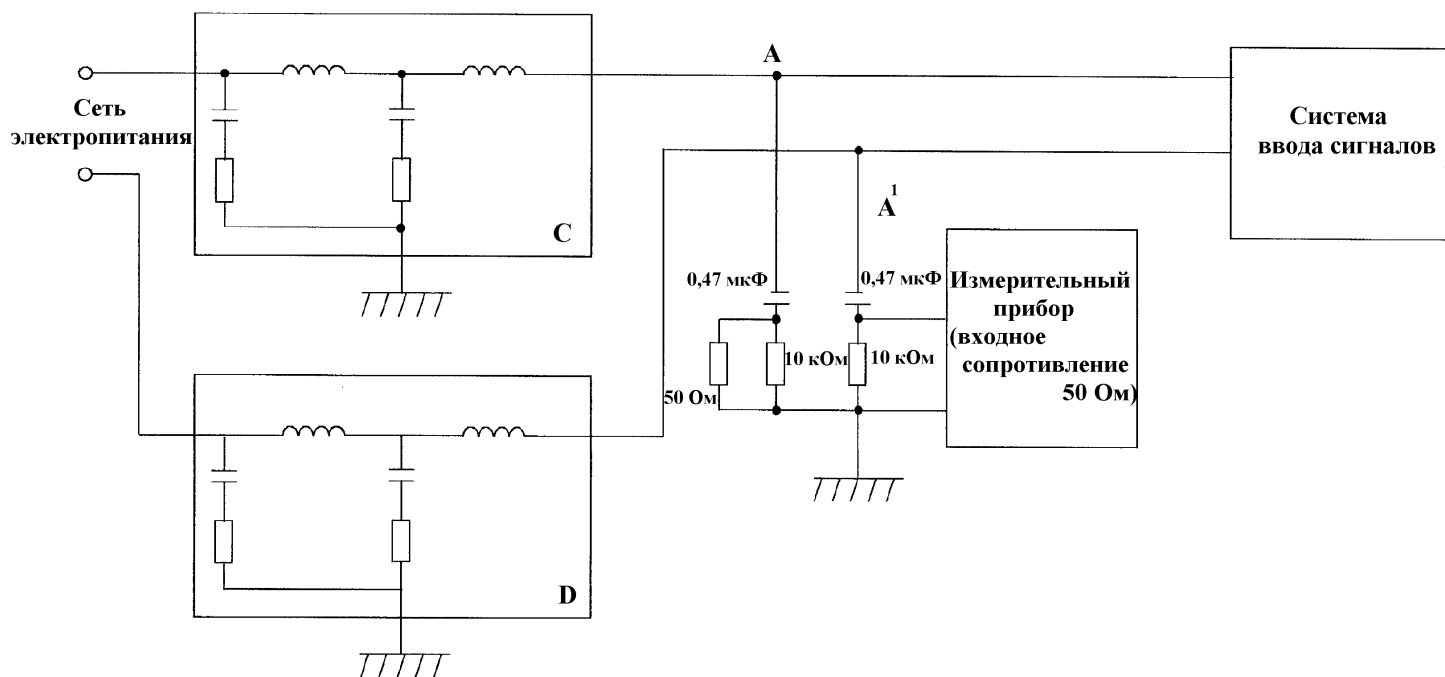 A
Сеть
электропитания
C
Система
ввода сигналов
A¹
0,47 мкФ
0,47 мкФ
Измерительный
прибор
(входное
сопротивление
50 Ом)
10 кОм
10 кОм
50 Ом
D